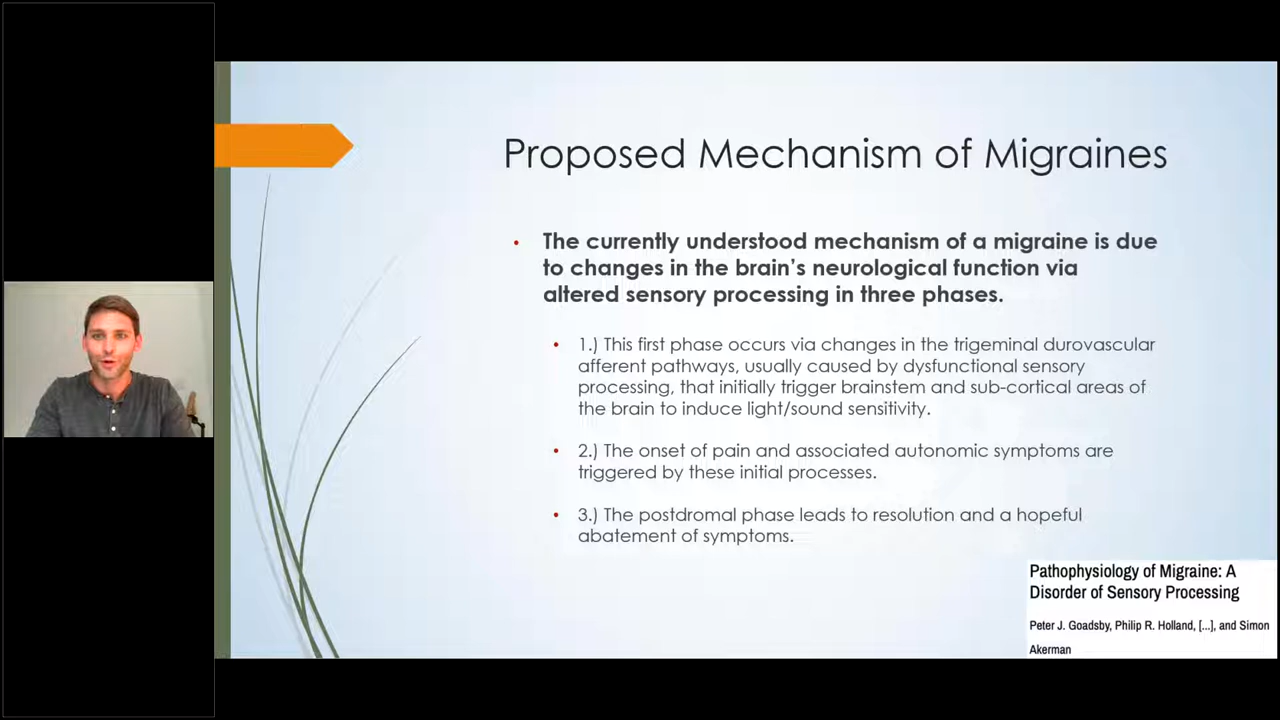 Proposed Mechanism of Migraines
• The currently understood mechanism of a migraine is due
to changes in the brain's neurological function via
altered sensory processing in three phases.
• 1.) This first phase occurs via changes in the trigeminal durovascular
afferent pathways, usually caused by dysfunctional sensory
processing, that initially trigger brainstem and sub-cortical areas of
the brain to induce light/sound sensitivity.
• 2.) The onset of pain and associated autonomic symptoms are
triggered by these initial processes.
• 3.) The postdromal phase leads to resolution and a hopeful
abatement of symptoms.
Pathophysiology of Migraine: A
Disorder of Sensory Processing
Peter J. Goadsby, Philip R. Holland, [...], and Simon
Akerman